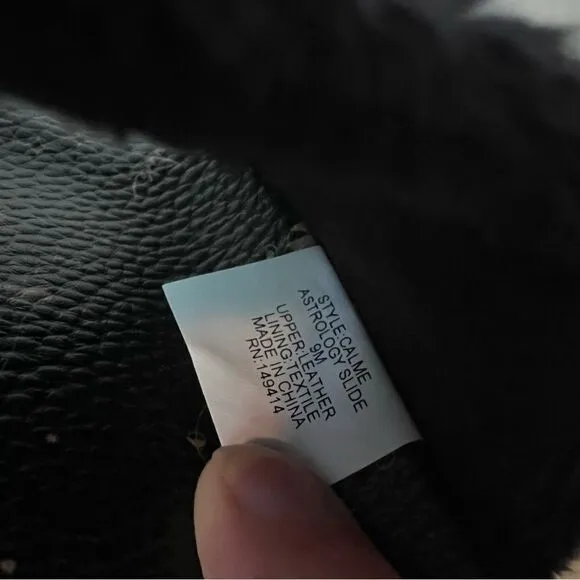 STYLE:CALME
ASTROLOGY SLIDE
9M
UPPER:LEATHER
LINING:TEXTILE
MADE IN CHINA
RN:149414